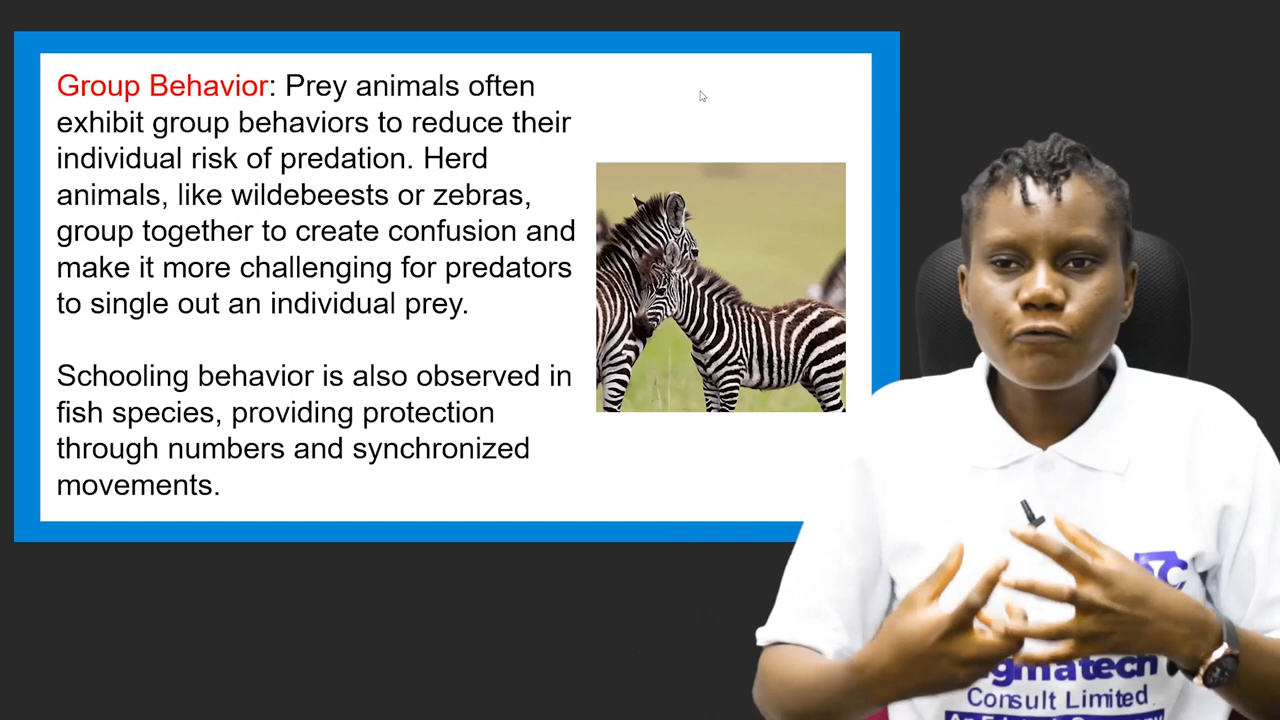 Group Behavior: Prey animals often
exhibit group behaviors to reduce their
individual risk of predation. Herd
animals, like wildebeests or zebras,
group together to create confusion and
make it more challenging for predators
to single out an individual prey.
Schooling behavior is also observed in
fish species, providing protection
through numbers and synchronized
movements.
Consult Limited